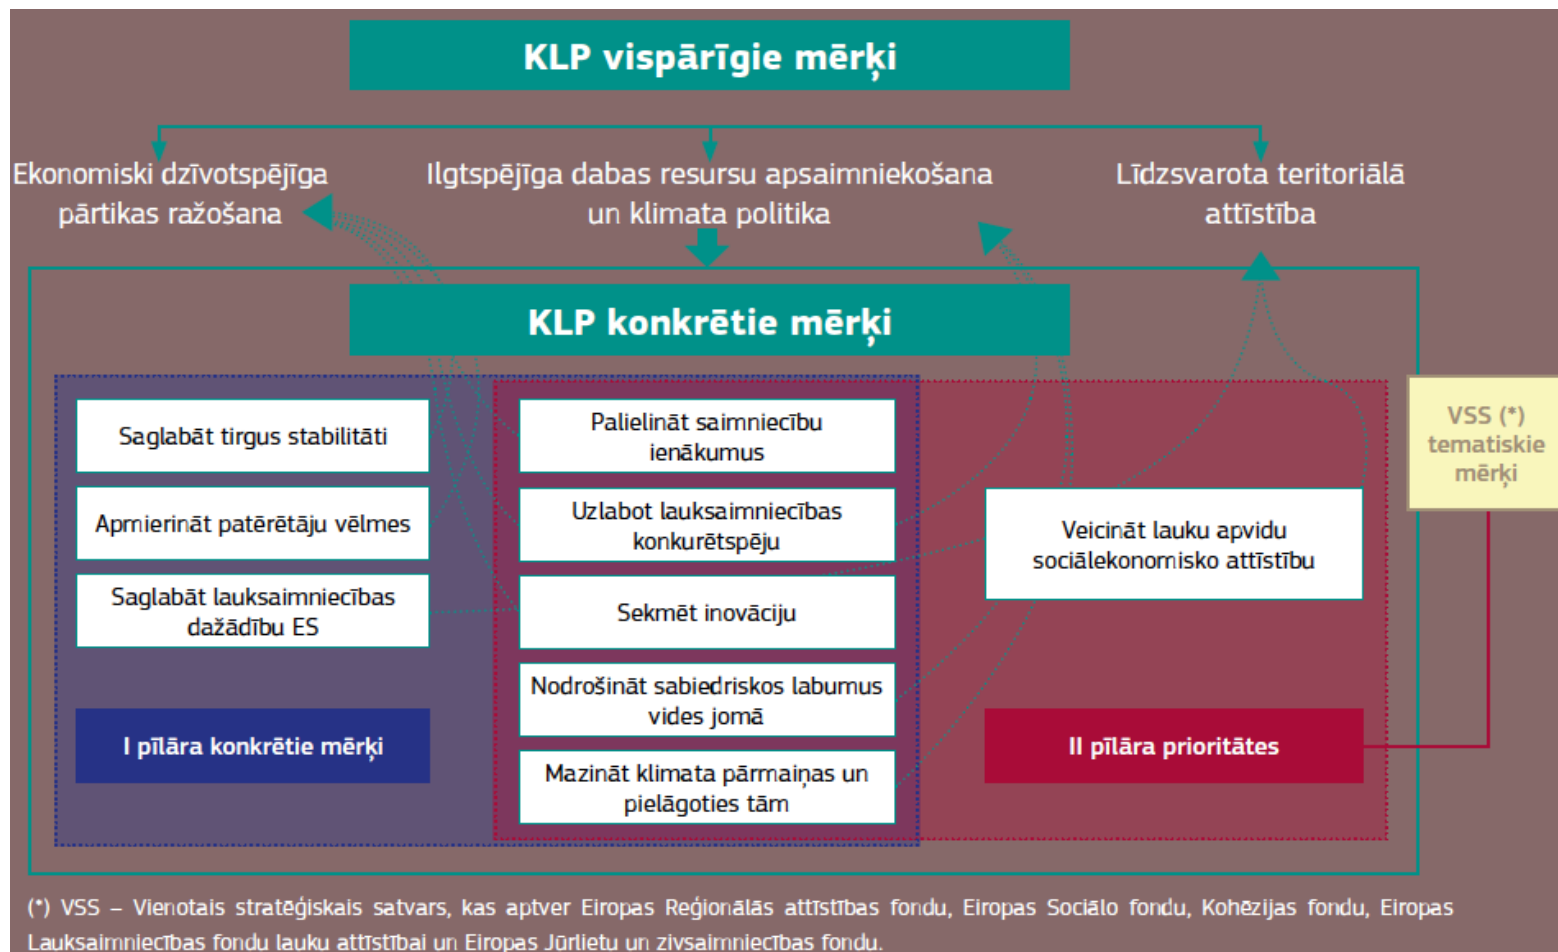 KLP vispārīgie mērķi
Ekonomiski dzīvotspējīga
pārtikas ražošana
Ilgtspējīga dabas resursu apsaimniekošana
un klimata politika
Līdzsvarota teritoriālā
attīstība
KLP konkrētie mērķi
Saglabāt tirgus stabilitāti
Apmierināt patērētāju vēlmes
Saglabāt lauksaimniecības
dažādību ES
I pīlāra konkrētie mērķi
Palielināt saimniecību
ienākumus
Uzlabot lauksaimniecības
konkurētspēju
Sekmēt inovāciju
Nodrošināt sabiedriskos labumus
vides jomā
Mazināt klimata pārmaiņas un
pielāgoties tām
Veicināt lauku apvidu
sociālekonomisko attīstību
II pīlāra prioritātes
VSS (*)
tematiskie
mērķi
(*) VSS – Vienotais stratēģiskais satvars, kas aptver Eiropas Reģionālās attīstības fondu, Eiropas Sociālo fondu, Kohēzijas fondu, Eiropas
Lauksaimniecības fondu lauku attīstībai un Eiropas Jūrlietu un zivsaimniecības fondu.